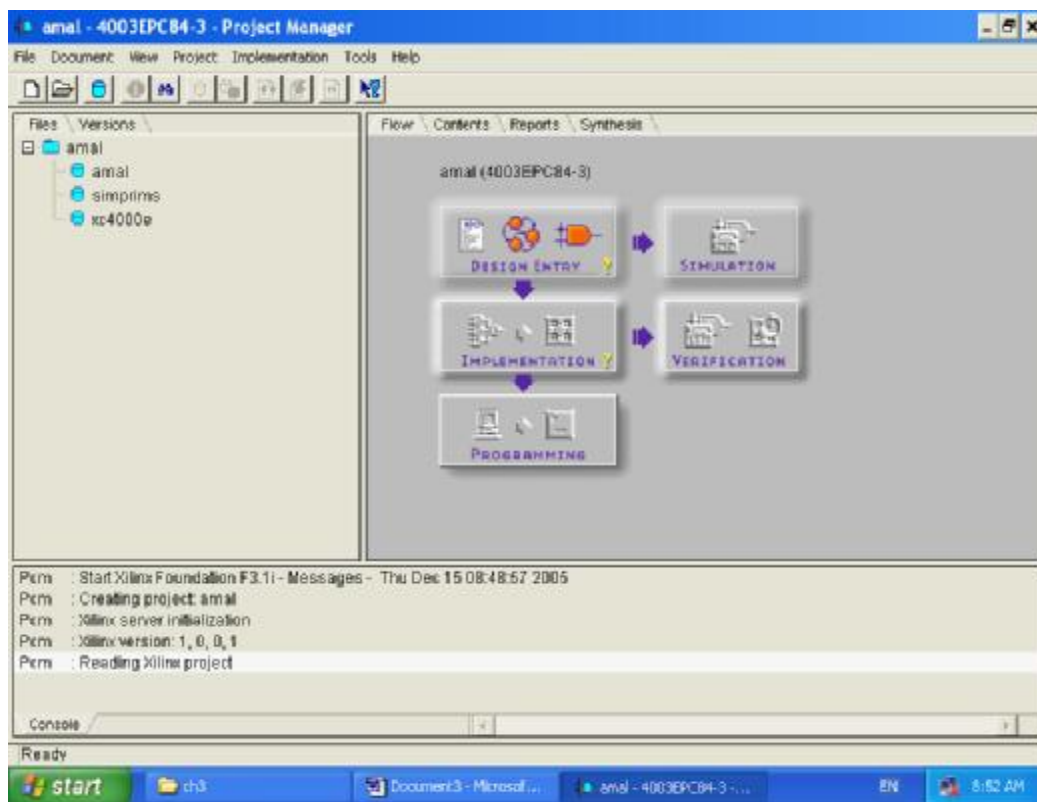 amal - 4003EPC84-3 - Project Manager
File Document View Project Implementation Tools Help
Files Versions
Flow Contents Reports Synthesis
amal
amal
simprims
xc4000e
amal (4003EPC84-3)
DESIGN ENTRY
SIMULATION
IMPLEMENTATION
VERIFICATION
PROGRAMMING
Pcm : Start Xilinx Foundation F3.1i - Messages - Thu Dec 15 08:48:57 2005
Pcm : Creating project: amal
Pcm : Xilinx server initialization
Pcm : Xilinx version: 1, 0, 0, 1
Pcm : Reading Xilinx project
Console
Ready
start
ch3
Document3 - Microsof...
amal - 4003EPC84-3 -...
EN
8:52 AM